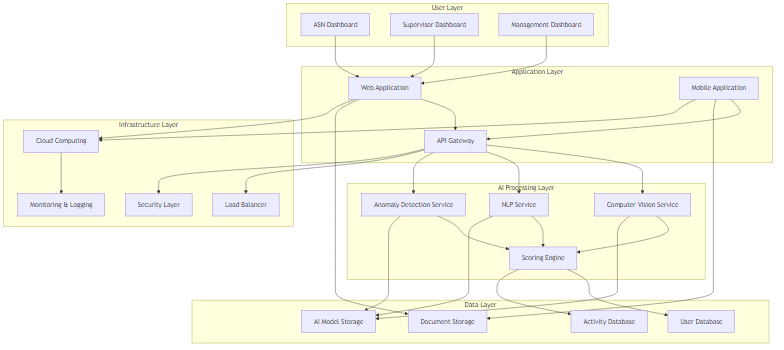 User Layer
ASN Dashboard
Supervisor Dashboard
Management Dashboard
Application Layer
Web Application
Mobile Application
Infrastructure Layer
Cloud Computing
API Gateway
AI Processing Layer
Monitoring & Logging
Security Layer
Load Balancer
Anomaly Detection Service
NLP Service
Computer Vision Service
Scoring Engine
Data Layer
AI Model Storage
Document Storage
Activity Database
User Database